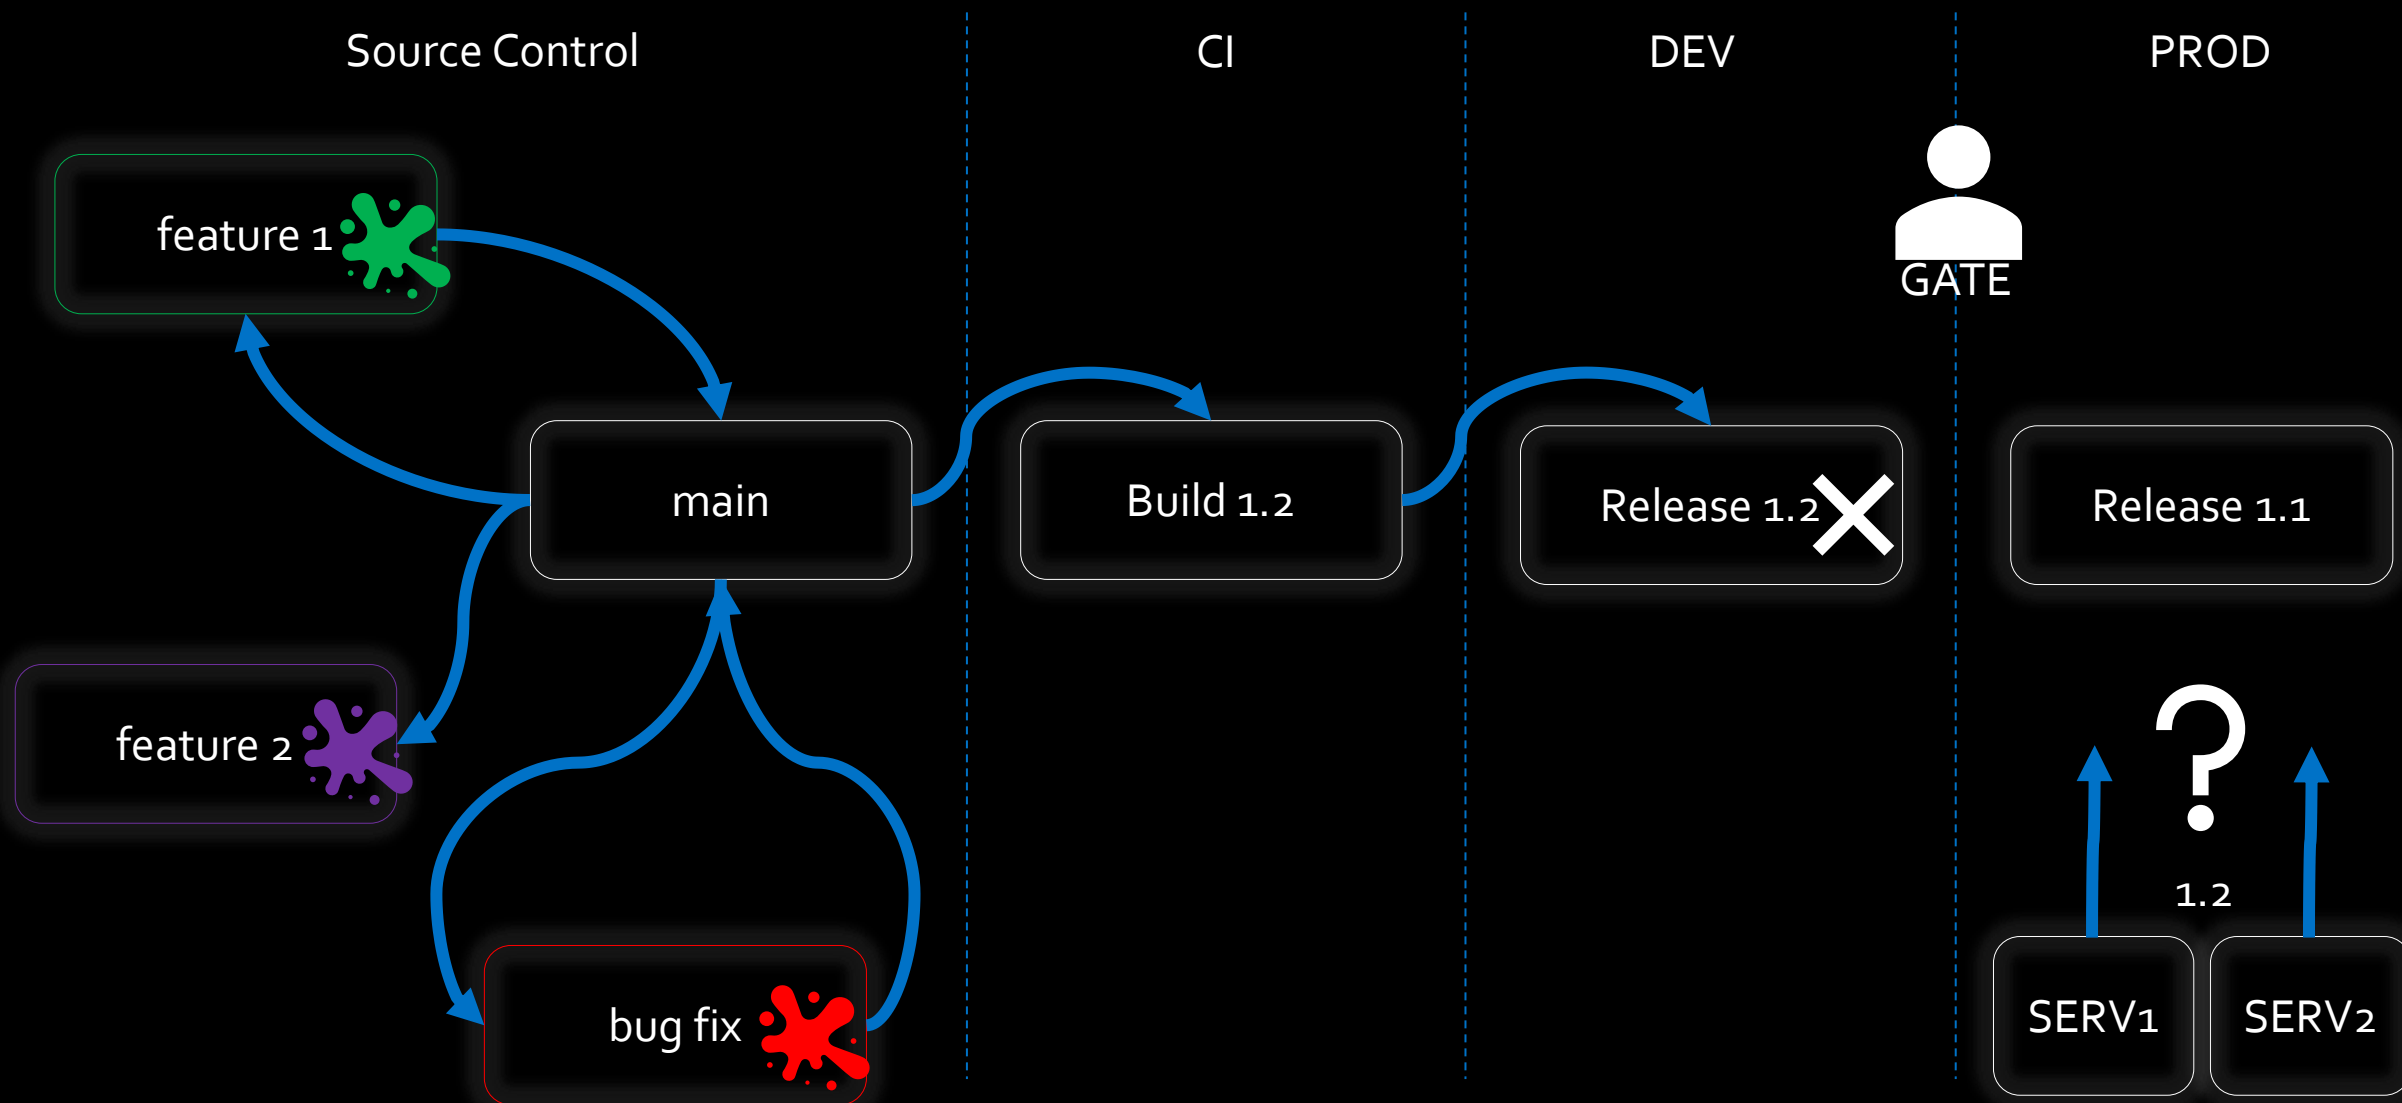 Source Control
CI
DEV
PROD
feature 1
GATE
main
Build 1.2
Release 1.2
Release 1.1
feature 2
1.2
bug fix
SERV1
SERV2